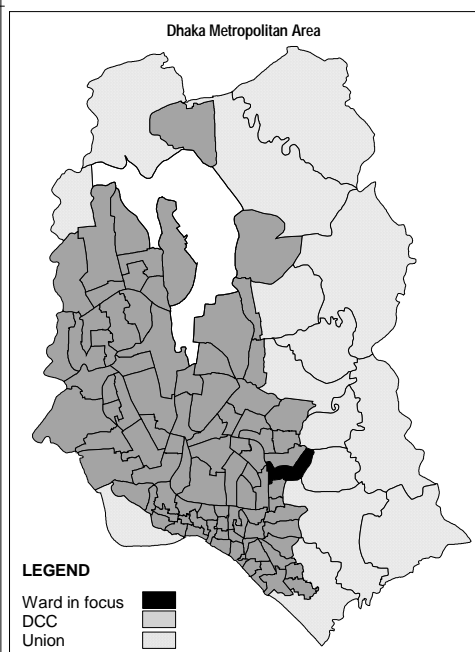 Dhaka Metropolitan Area
LEGEND
Ward in focus
DCC
Union